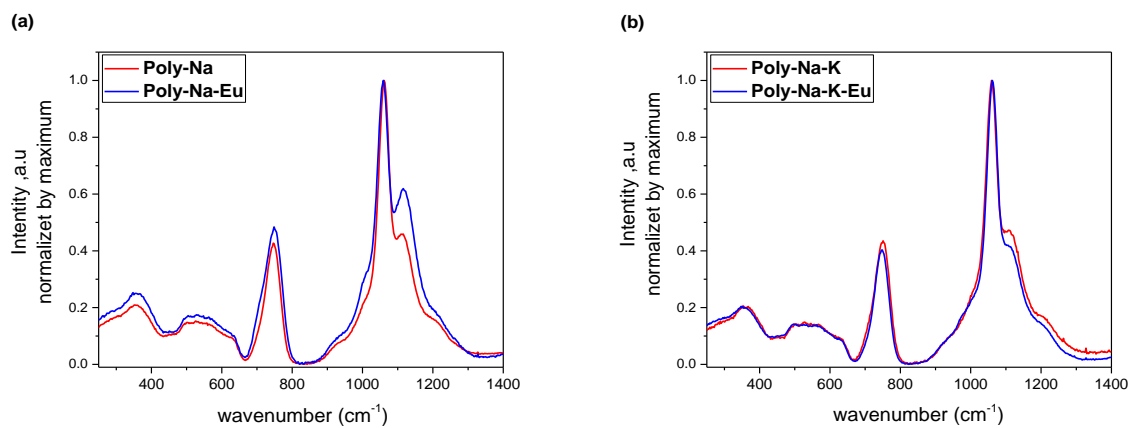 (a)
Poly-Na
Poly-Na-Eu
1.0
0.8
0.6
0.4
0.2
0.0
Intentity ,a.u
normalizet by maximum
400 600 800 1000 1200 1400
wavenumber (cm-1)
(b)
Poly-Na-K
Poly-Na-K-Eu
1.0
0.8
0.6
0.4
0.2
0.0
Intentity ,a.u
normalizet by maximum
400 600 800 1000 1200 1400
wavenumber (cm-1)